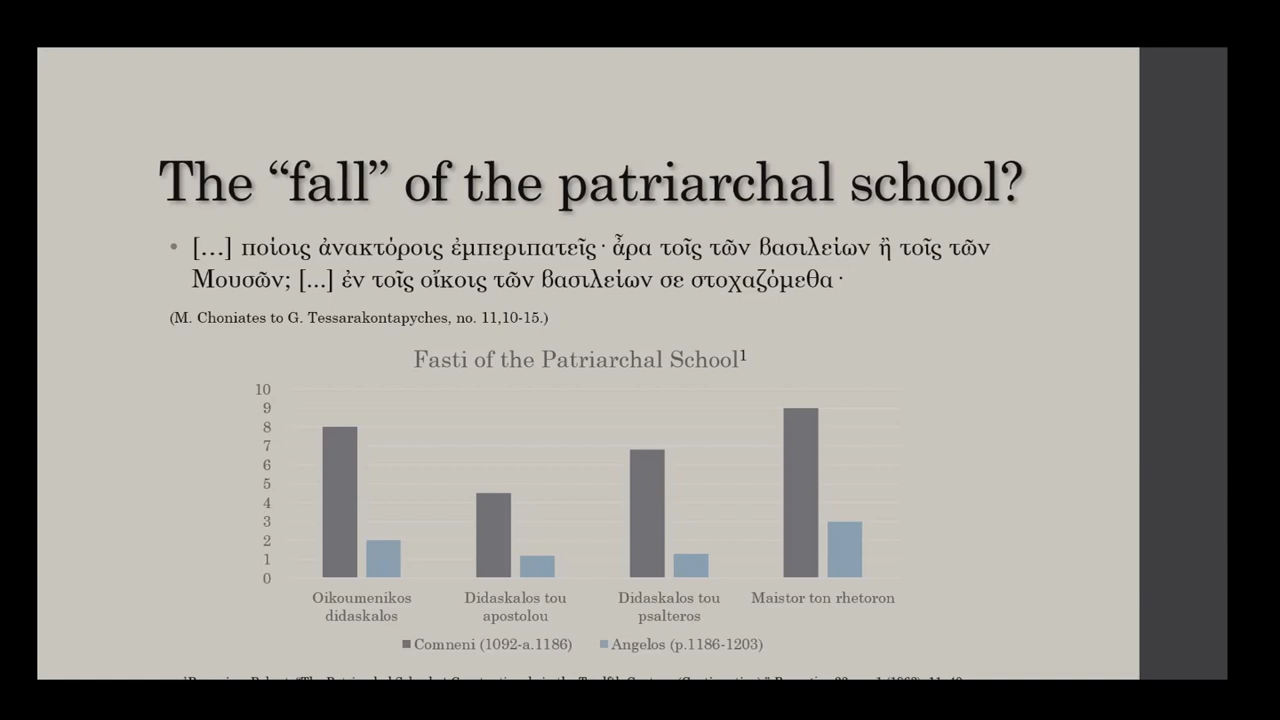 The “fall” of the patriarchal school?
• […] ποίοις ἀνακτόροις ἐμπεριπατεῖς· ἆρα τοῖς τῶν βασιλείων ἢ τοῖς τῶν
Μουσῶν; [...] ἐν τοῖς οἴκοις τῶν βασιλείων σε στοχαζόμεθα·
(M. Choniates to G. Tessarakontapyches, no. 11,10-15.)
Fasti of the Patriarchal School¹
10
9
8
7
6
5
4
3
2
1
0
Oikoumenikos didaskalos
Didaskalos tou apostolou
Didaskalos tou psalteros
Maistor ton rhetoron
Comneni (1092-a.1186)
Angelos (p.1186-1203)